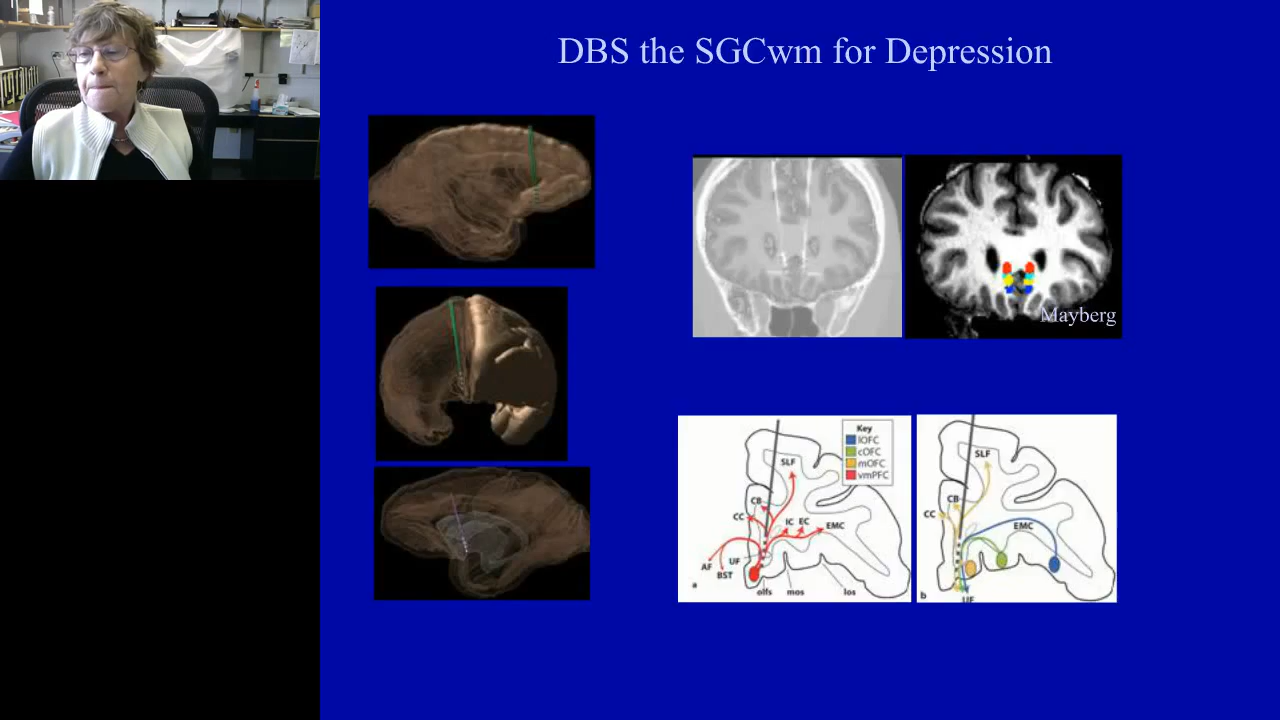 DBS the SGCwm for Depression
Mayberg
Key
lOFC
cOFC
mOFC
vmPFC
SLF
CB
CC
IC EC
EMC
AF
BST
UF
a
olfs mos los
SLF
CB
CC
EMC
b
UF